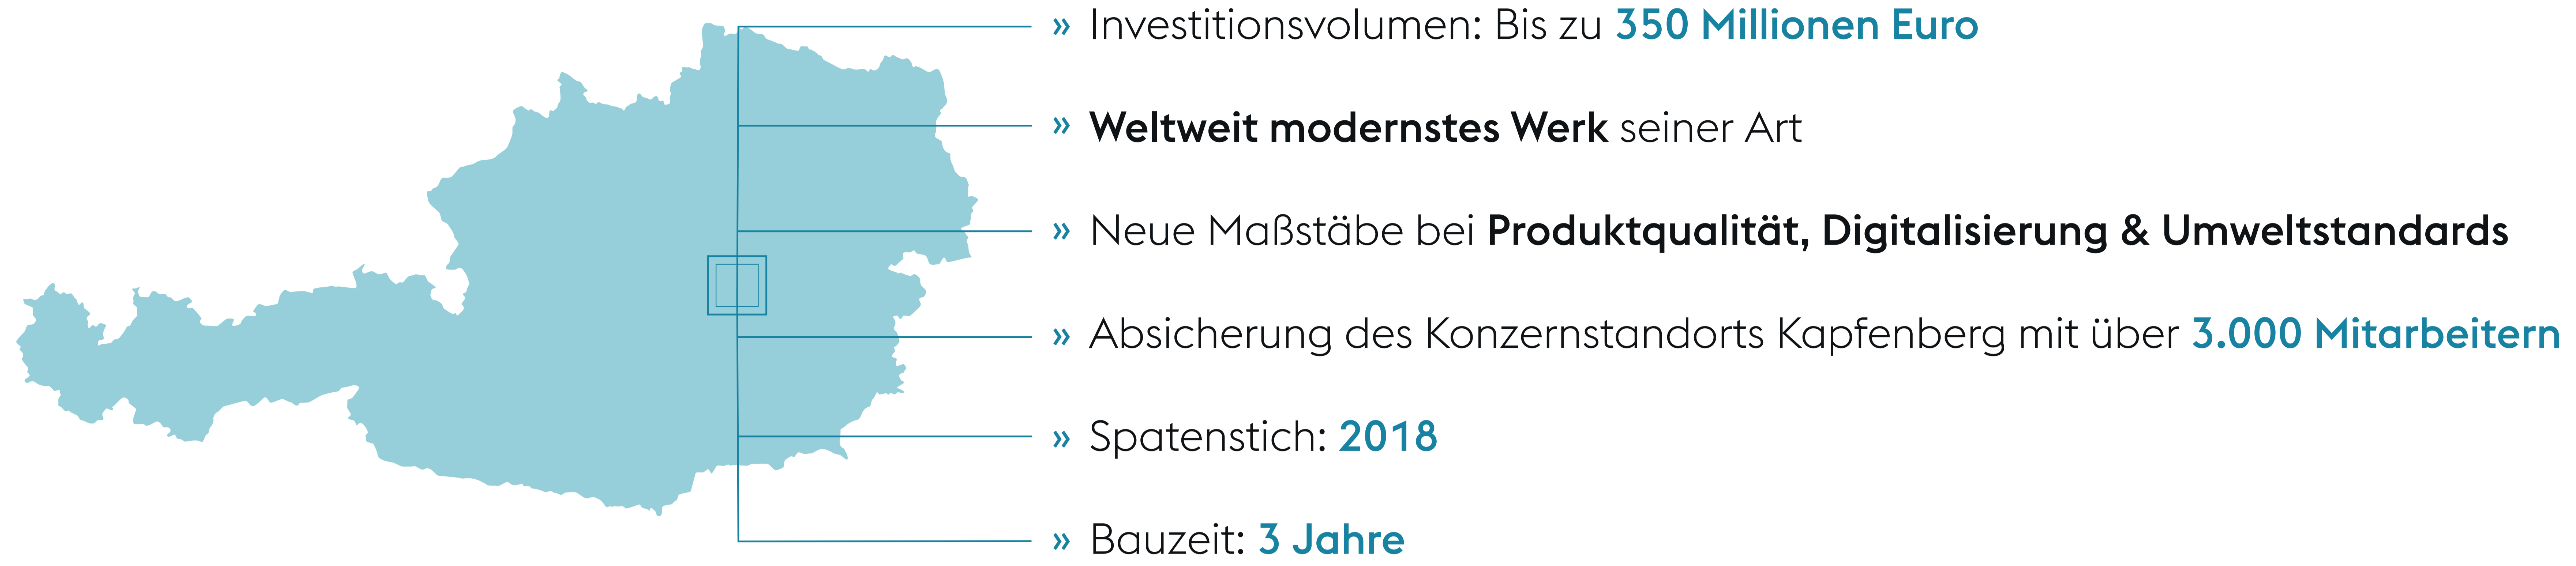 » Investitionsvolumen: Bis zu 350 Millionen Euro
» Weltweit modernstes Werk seiner Art
» Neue Maßstäbe bei Produktqualität, Digitalisierung & Umweltstandards
» Absicherung des Konzernstandorts Kapfenberg mit über 3.000 Mitarbeitern
» Spatenstich: 2018
» Bauzeit: 3 Jahre